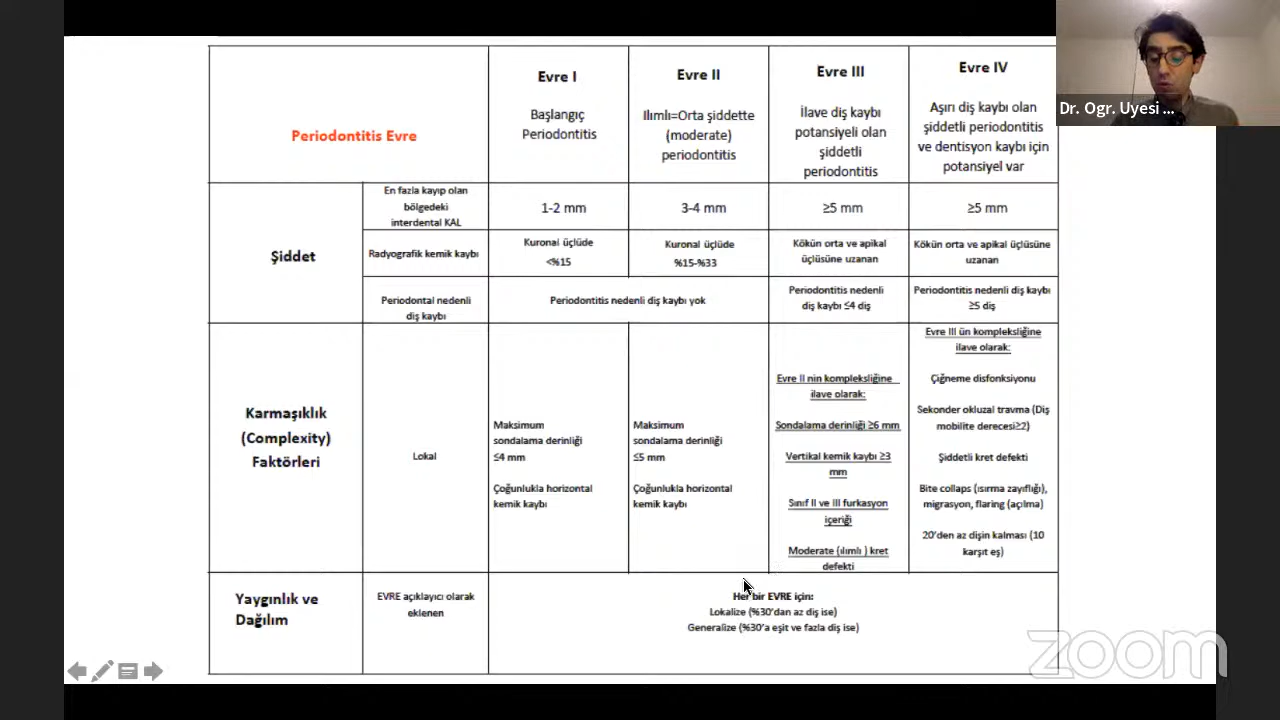 Dr. Ogr. Uyesi ...
Periodontitis Evre
Evre I
Başlangıç
Periodontitis
Evre II
Ilımlı=Orta şiddette
(moderate)
periodontitis
Evre III
İlave diş kaybı
potansiyeli olan
şiddetli
periodontitis
Evre IV
Aşırı diş kaybı olan
şiddetli periodontitis
ve dentisyon kaybı için
potansiyel var
Şiddet
En fazla kayıp olan
bölgedeki
interdental KAL
1-2 mm
3-4 mm
≥5 mm
≥5 mm
Radyografik kemik kaybı
Kuronal üçlüde
<%15
Kuronal üçlüde
%15-%33
Kökün orta ve apikal
üçlüsüne uzanan
Kökün orta ve apikal üçlüsüne
uzanan
Periodontal nedenli
diş kaybı
Periodontitis nedenli diş kaybı yok
Periodontitis nedenli
diş kaybı ≤4 diş
Periodontitis nedenli diş kaybı
≥5 diş
Karmaşıklık
(Complexity)
Faktörleri
Lokal
Maksimum
sondalama derinliği
≤4 mm
Çoğunlukla horizontal
kemik kaybı
Maksimum
sondalama derinliği
≤5 mm
Çoğunlukla horizontal
kemik kaybı
Evre II nin kompleksliğine
ilave olarak:
Sondalama derinliği ≥6 mm
Vertikal kemik kaybı ≥3
mm
Sınıf II ve III furkasyon
içeriği
Moderate (ılımlı ) kret
defekti
Evre III ün kompleksliğine
ilave olarak:
Çiğneme disfonksiyonu
Sekonder okluzal travma (Diş
mobilite derecesi≥2)
Şiddetli kret defekti
Bite collaps (ısırma zayıflığı),
migrasyon, flaring (açılma)
20'den az dişin kalması (10
karşıt eş)
Yaygınlık ve
Dağılım
EVRE açıklayıcı olarak
eklenen
Her bir EVRE için:
Lokalize (%30'dan az diş ise)
Generalize (%30'a eşit ve fazla diş ise)
zoom